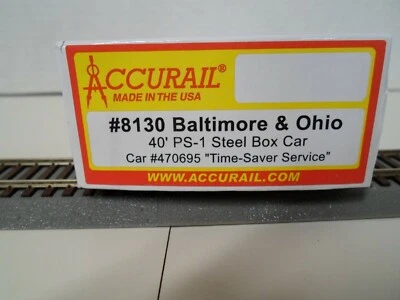 ACCURAIL®
MADE IN THE USA
#8130 Baltimore & Ohio
40' PS-1 Steel Box Car
Car #470695 "Time-Saver Service"
WWW.ACCURAIL.COM